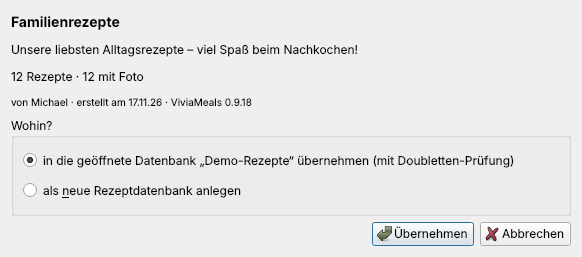 Familienrezepte
Unsere liebsten Alltagsrezepte – viel Spaß beim Nachkochen!
12 Rezepte · 12 mit Foto
von Michael · erstellt am 17.11.26 · ViviaMeals 0.9.18
Wohin?
in die geöffnete Datenbank „Demo-Rezepte“ übernehmen (mit Doubletten-Prüfung)
als neue Rezeptdatenbank anlegen
Übernehmen
Abbrechen